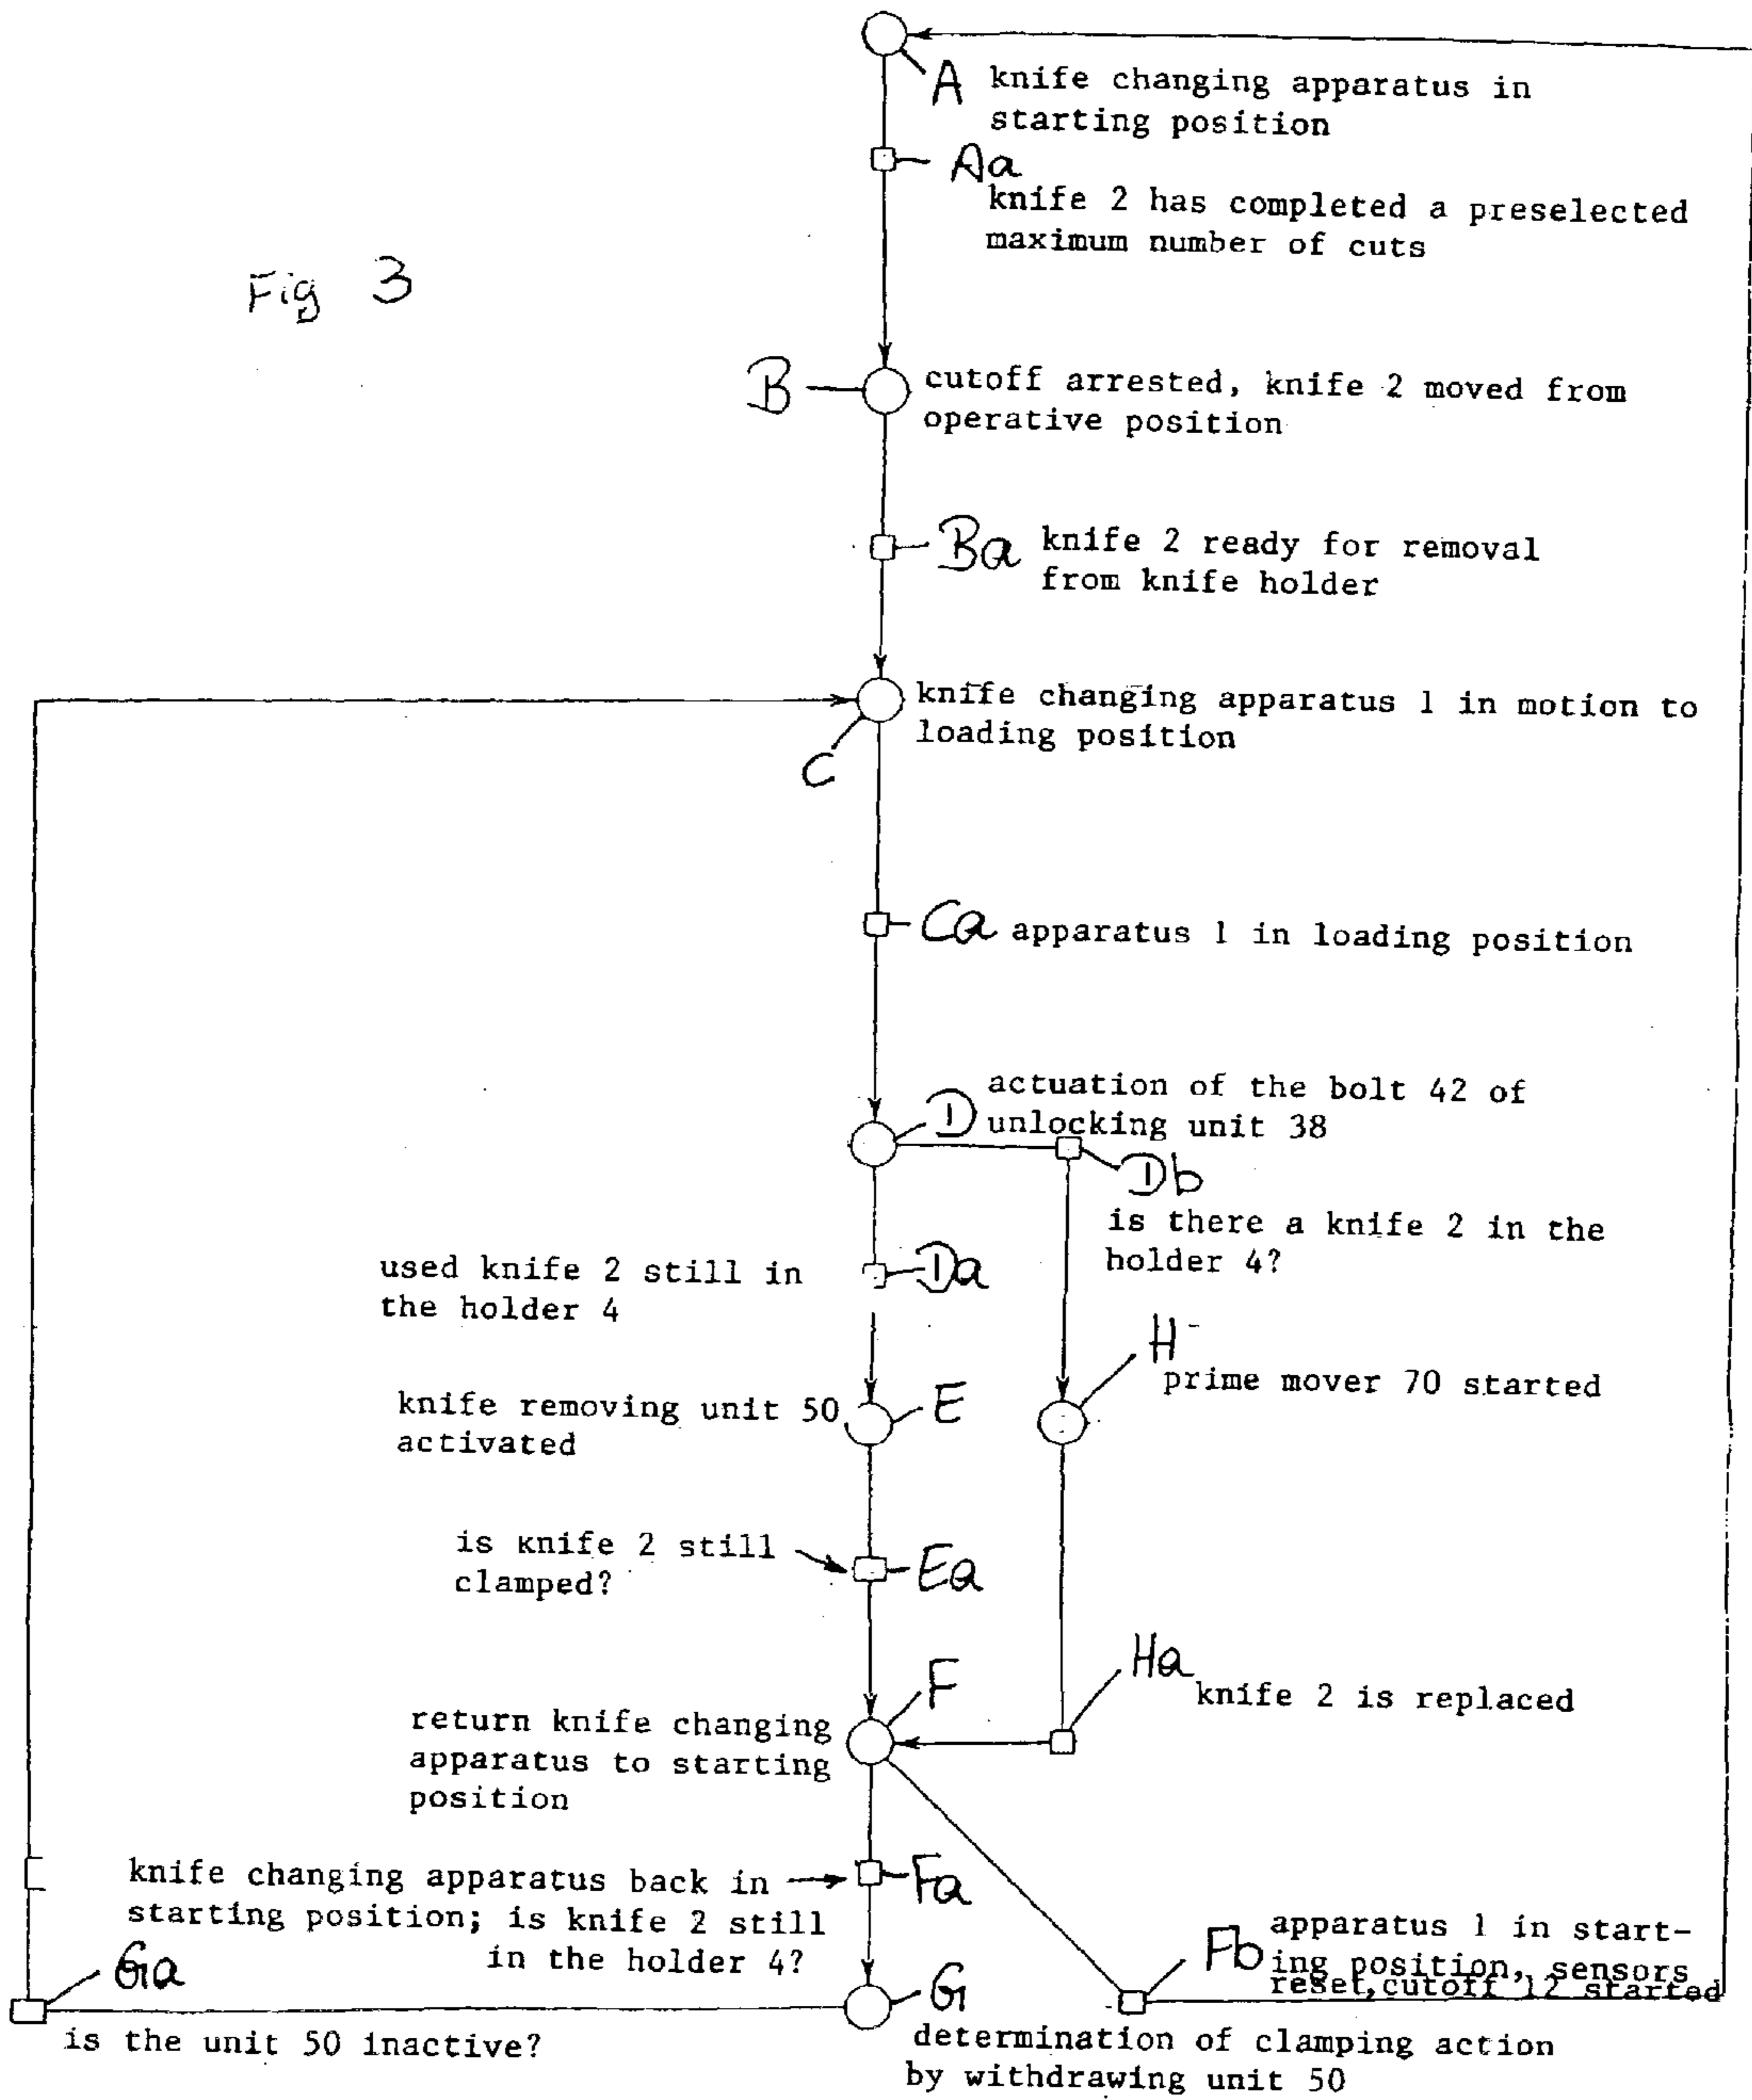 A
knife changing apparatus in
starting position
Aa
knife 2 has completed a preselected
maximum number of cuts
Fig 3
B
cutoff arrested, knife 2 moved from
operative position
Ba
knife 2 ready for removal
from knife holder
knife changing apparatus 1 in motion to
loading position
C
Ca
apparatus 1 in loading position
D
actuation of the bolt 42 of
unlocking unit 38
Db
is there a knife 2 in the
holder 4?
used knife 2 still in
the holder 4
Da
H
prime mover 70 started
knife removing unit 50
activated
E
is knife 2 still
clamped?
Ea
Ha
knife 2 is replaced
F
return knife changing
apparatus to starting
position
knife changing apparatus back in
starting position; is knife 2 still
in the holder 4?
Fa
Fb
apparatus 1 in start-
ing position, sensors
reset, cutoff 12 started
Ga
is the unit 50 inactive?
G
determination of clamping action
by withdrawing unit 50